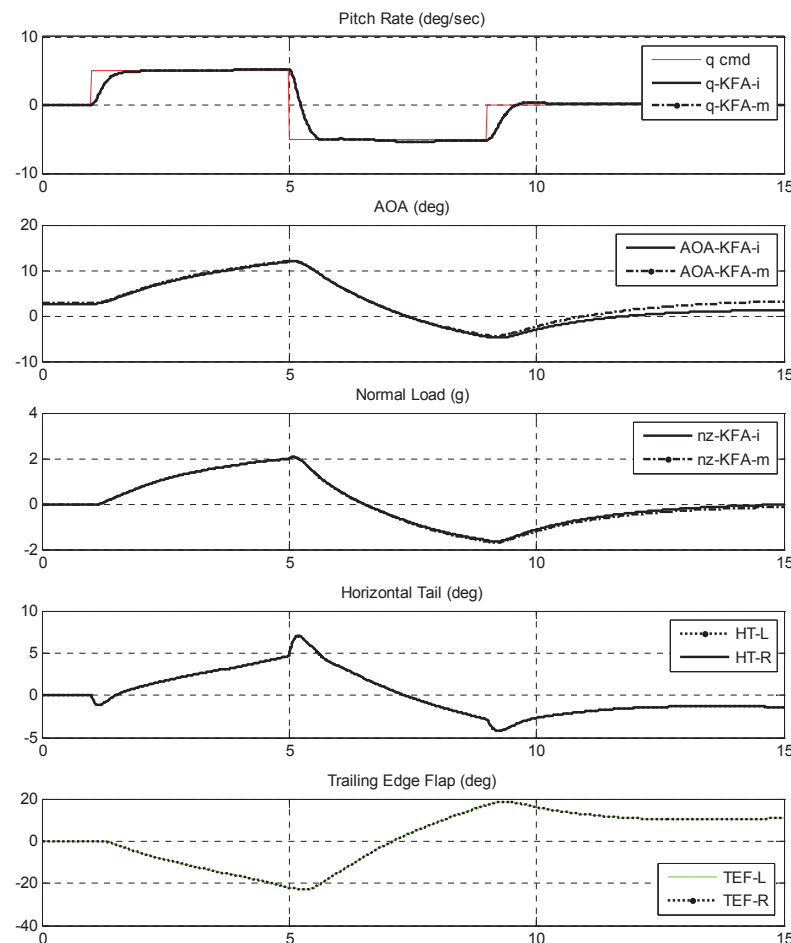 Pitch Rate (deg/sec)
10
0
-10
0 5 10 15
q cmd
q-KFA-i
q-KFA-m
AOA (deg)
20
10
0
-10
0 5 10 15
AOA-KFA-i
AOA-KFA-m
Normal Load (g)
4
2
0
-2
0 5 10 15
nz-KFA-i
nz-KFA-m
Horizontal Tail (deg)
10
5
0
-5
0 5 10 15
HT-L
HT-R
Trailing Edge Flap (deg)
20
0
-20
-40
0 5 10 15
TEF-L
TEF-R